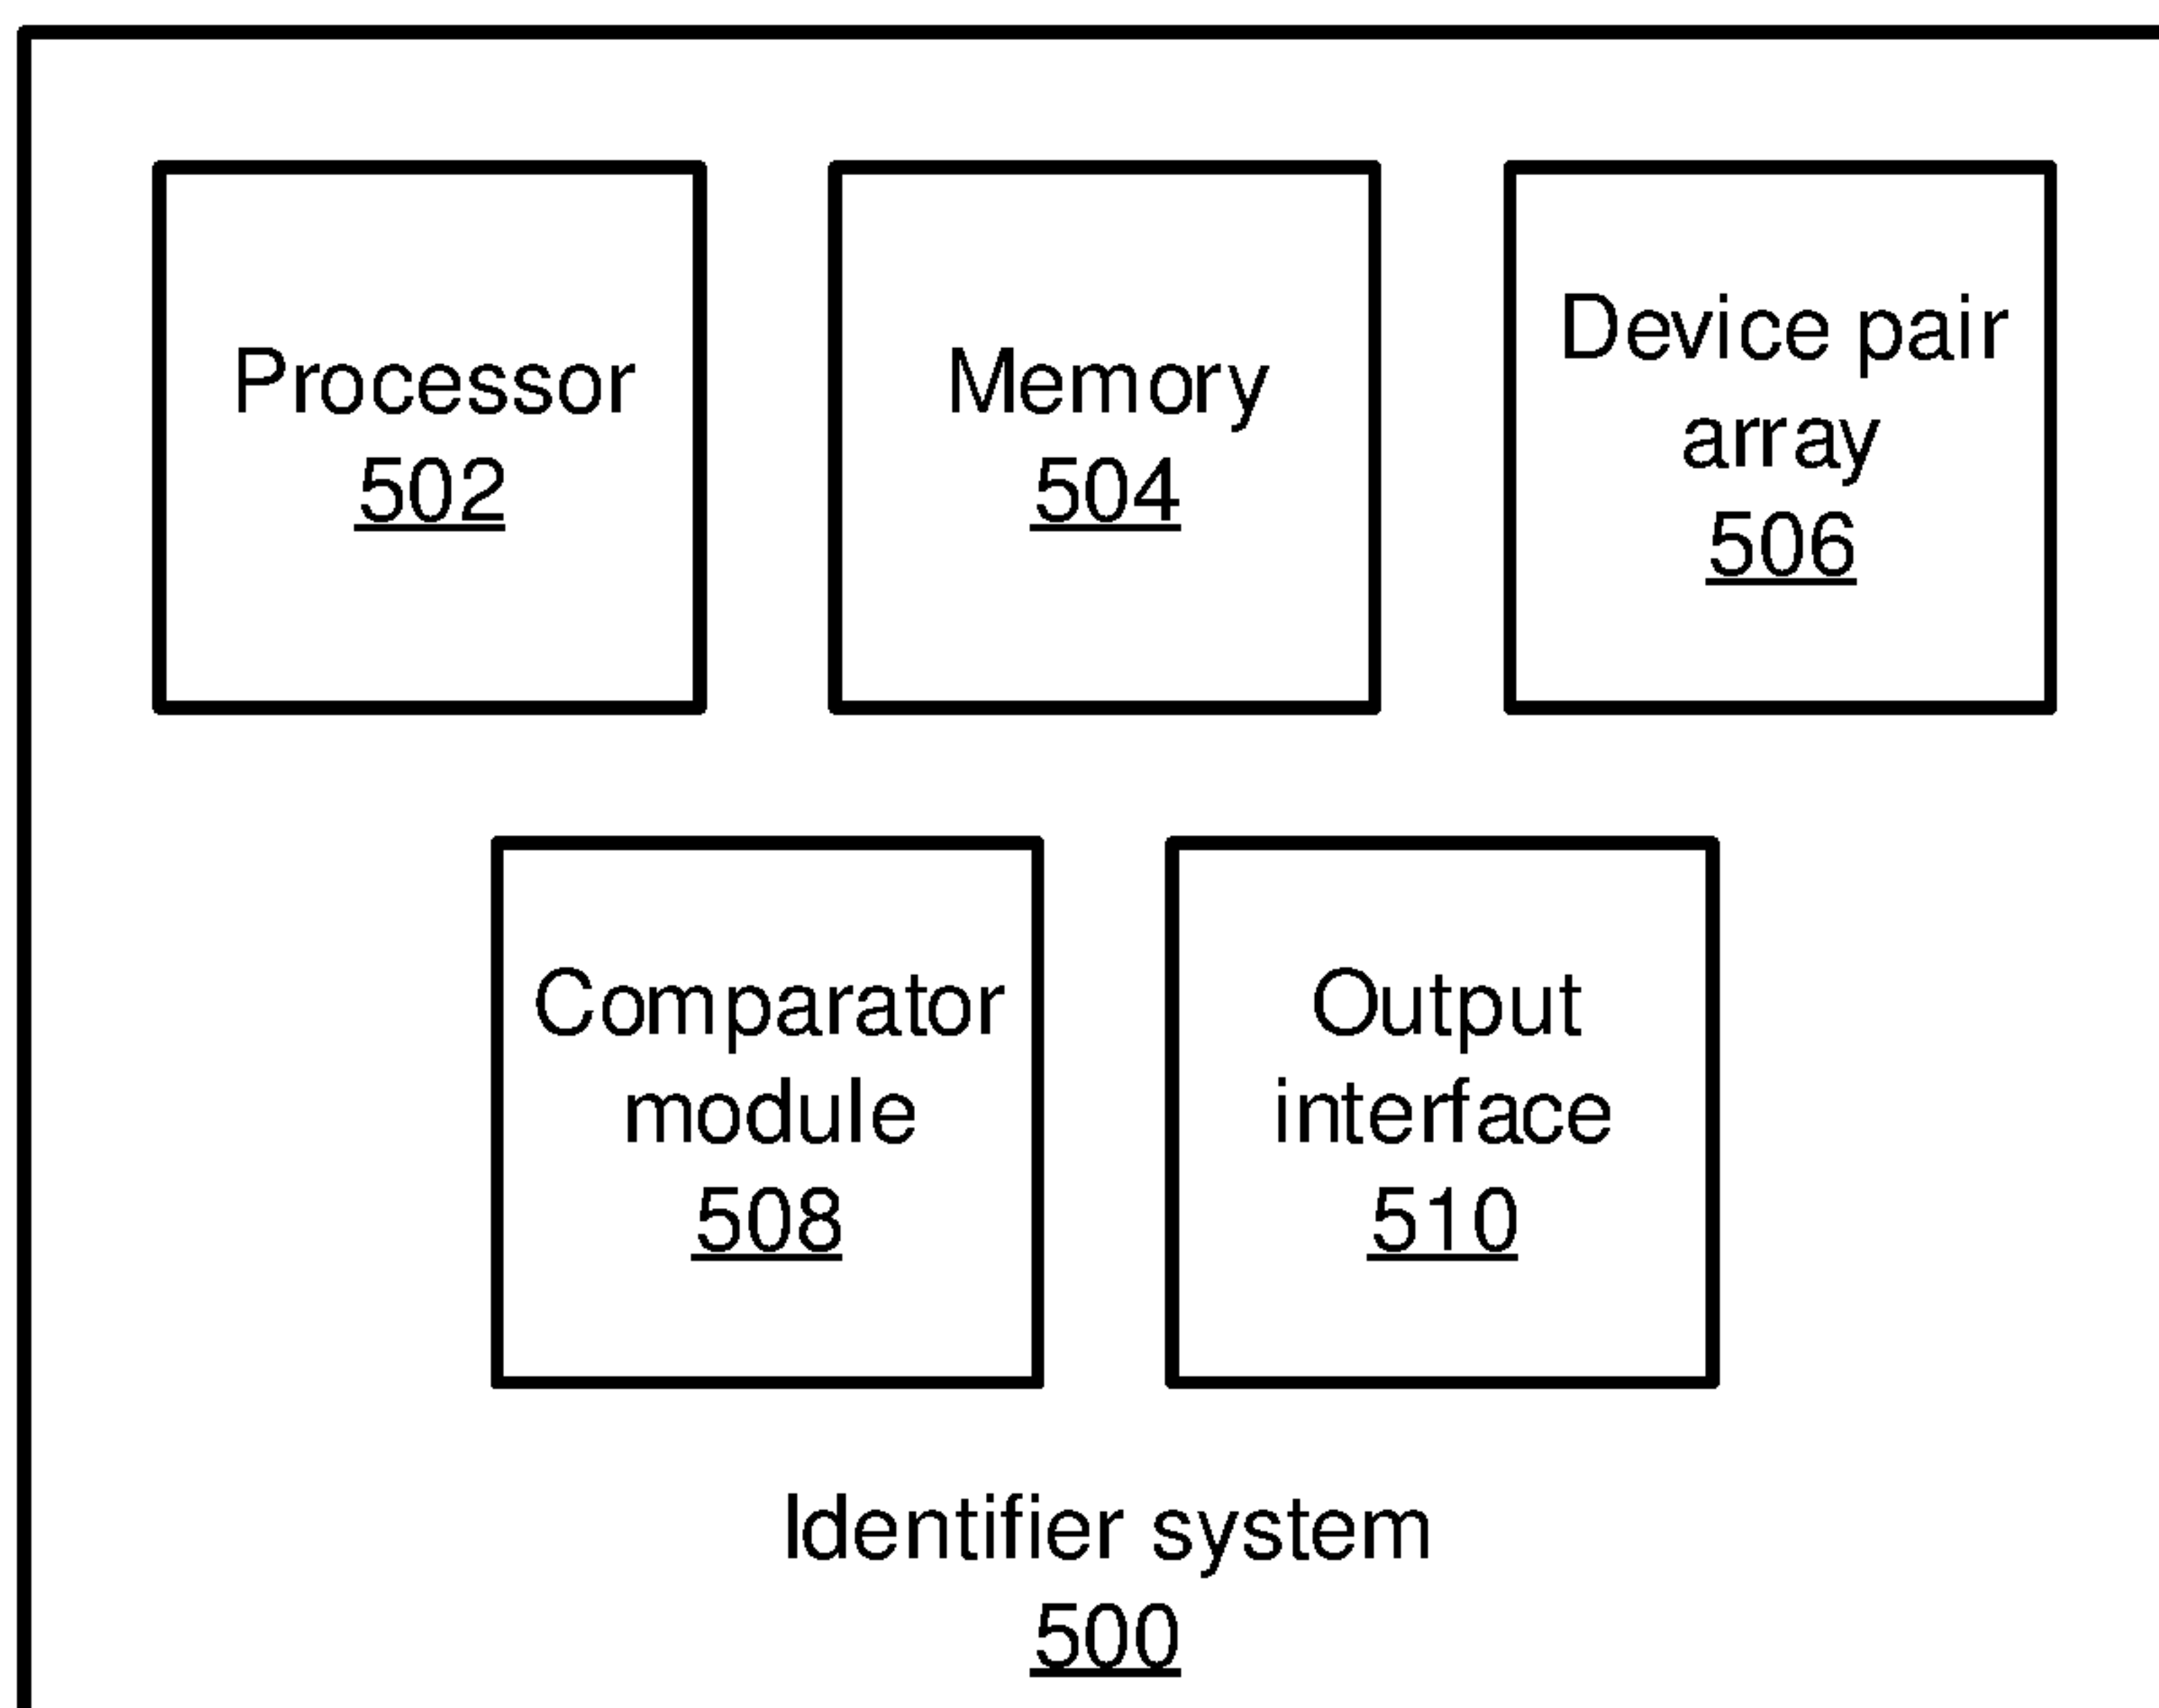 Processor
502
Memory
504
Device pair
array
506
Comparator
module
508
Output
interface
510
Identifier system
500